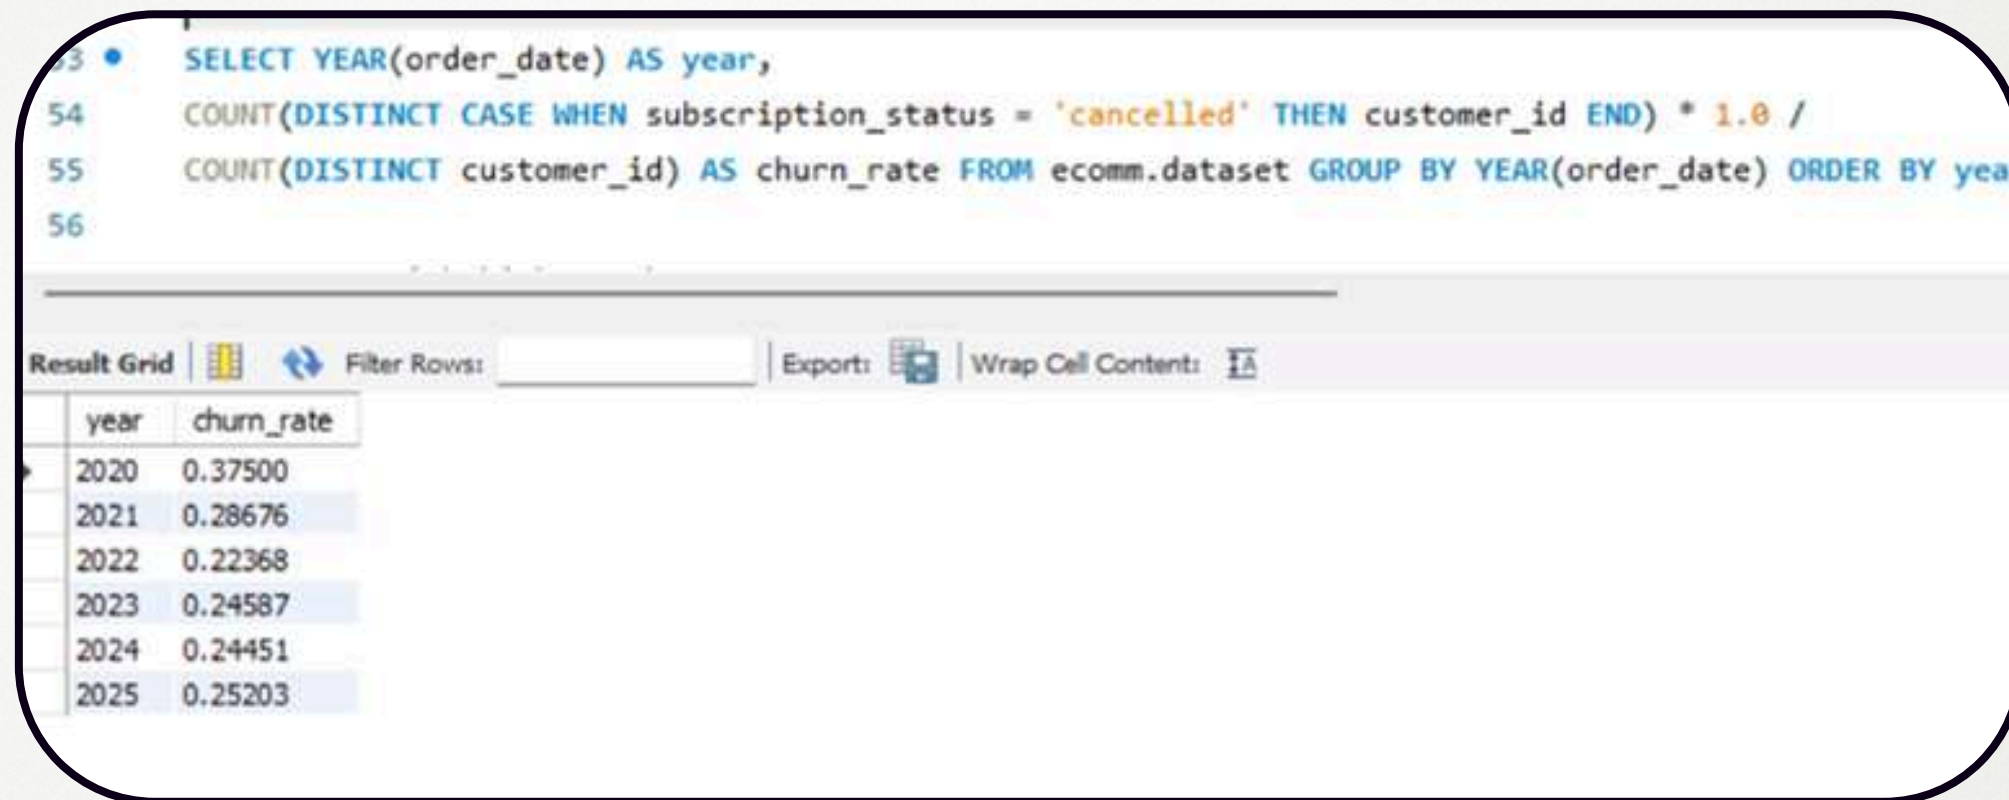 53 SELECT YEAR(order_date) AS year,
54 COUNT(DISTINCT CASE WHEN subscription_status = 'cancelled' THEN customer_id END) * 1.0 /
55 COUNT(DISTINCT customer_id) AS churn_rate FROM ecomm.dataset GROUP BY YEAR(order_date) ORDER BY yea
56
Result Grid Filter Rows: Export: Wrap Cell Content: IA
year churn_rate
2020 0.37500
2021 0.28676
2022 0.22368
2023 0.24587
2024 0.24451
2025 0.25203